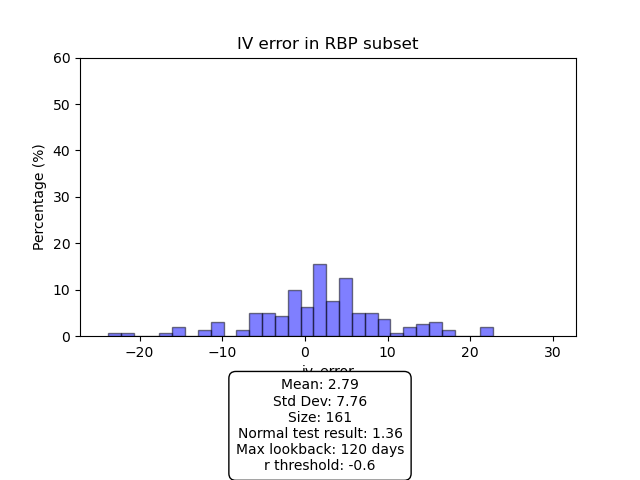 IV error in RBP subset
60
50
40
30
20
10
0
Percentage (%)
−20
−10
0
10
20
30
iv_error
Mean: 2.79
Std Dev: 7.76
Size: 161
Normal test result: 1.36
Max lookback: 120 days
r threshold: -0.6